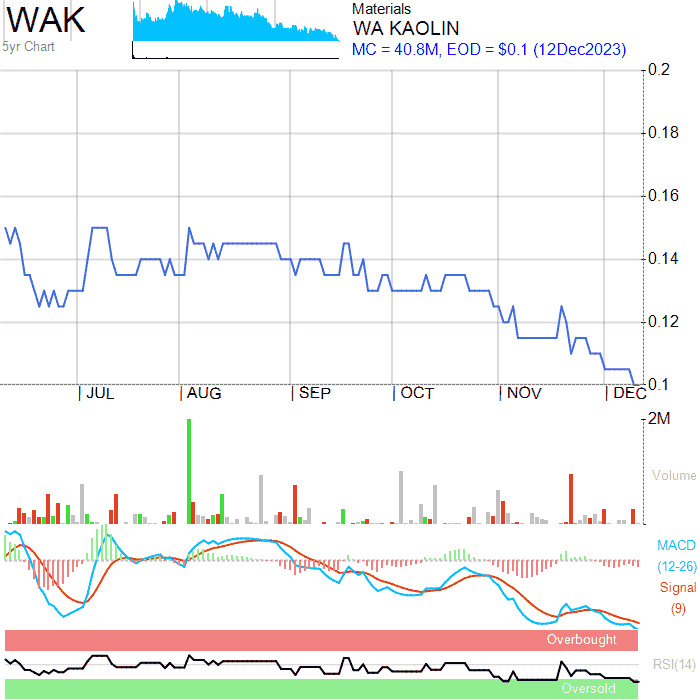 WAK
5yr Chart
Materials
WA KAOLIN
MC = 40.8M, EOD = $0.1 (12Dec2023)
0.2
0.18
0.16
0.14
0.12
0.1
JUL
AUG
SEP
OCT
NOV
DEC
2M
Volume
MACD
(12-26)
Signal
(9)
Overbought
RSI(14)
Oversold